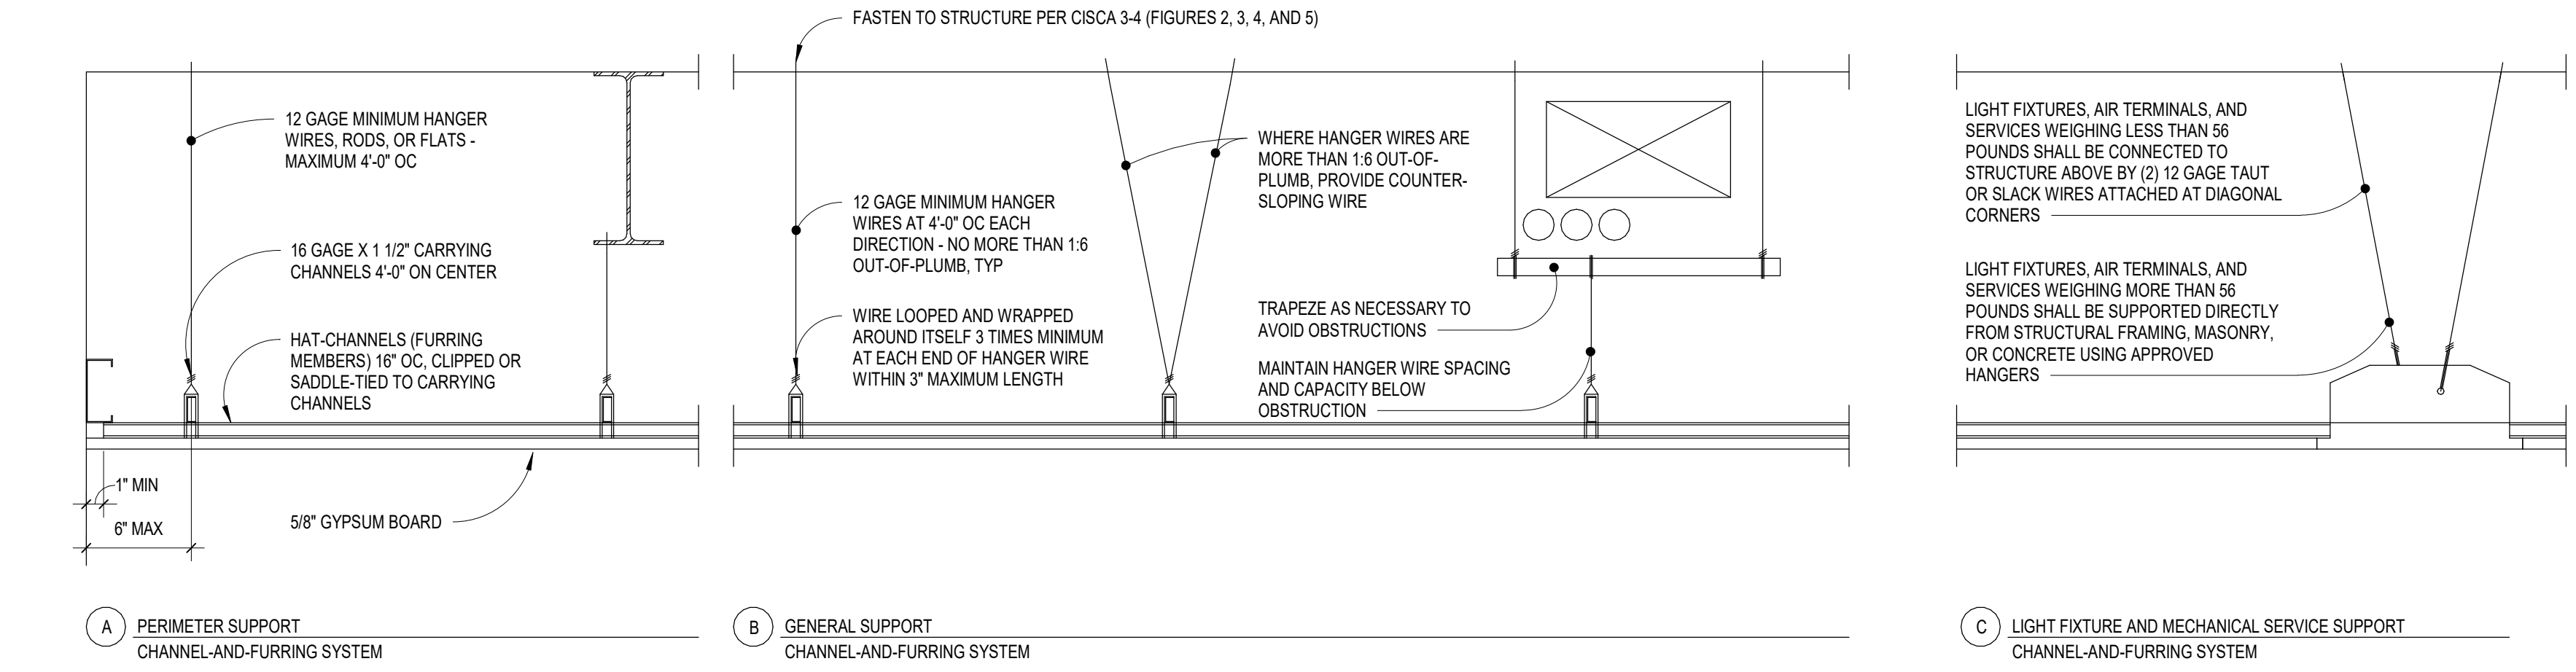 FASTEN TO STRUCTURE PER CISCA 3-4 (FIGURES 2, 3, 4, AND 5)
12 GAGE MINIMUM HANGER
WIRES, RODS, OR FLATS -
MAXIMUM 4'-0" OC
16 GAGE X 1 1/2" CARRYING
CHANNELS 4'-0" ON CENTER
HAT-CHANNELS (FURRING
MEMBERS) 16" OC, CLIPPED OR
SADDLE-TIED TO CARRYING
CHANNELS
1" MIN
6" MAX
5/8" GYPSUM BOARD
12 GAGE MINIMUM HANGER
WIRES AT 4'-0" OC EACH
DIRECTION - NO MORE THAN 1:6
OUT-OF-PLUMB, TYP
WIRE LOOPED AND WRAPPED
AROUND ITSELF 3 TIMES MINIMUM
AT EACH END OF HANGER WIRE
WITHIN 3" MAXIMUM LENGTH
WHERE HANGER WIRES ARE
MORE THAN 1:6 OUT-OF-
PLUMB, PROVIDE COUNTER-
SLOPING WIRE
TRAPEZE AS NECESSARY TO
AVOID OBSTRUCTIONS
MAINTAIN HANGER WIRE SPACING
AND CAPACITY BELOW
OBSTRUCTION
LIGHT FIXTURES, AIR TERMINALS, AND
SERVICES WEIGHING LESS THAN 56
POUNDS SHALL BE CONNECTED TO
STRUCTURE ABOVE BY (2) 12 GAGE TAUT
OR SLACK WIRES ATTACHED AT DIAGONAL
CORNERS
LIGHT FIXTURES, AIR TERMINALS, AND
SERVICES WEIGHING MORE THAN 56
POUNDS SHALL BE SUPPORTED DIRECTLY
FROM STRUCTURAL FRAMING, MASONRY,
OR CONCRETE USING APPROVED
HANGERS
A PERIMETER SUPPORT
CHANNEL-AND-FURRING SYSTEM
B GENERAL SUPPORT
CHANNEL-AND-FURRING SYSTEM
C LIGHT FIXTURE AND MECHANICAL SERVICE SUPPORT
CHANNEL-AND-FURRING SYSTEM